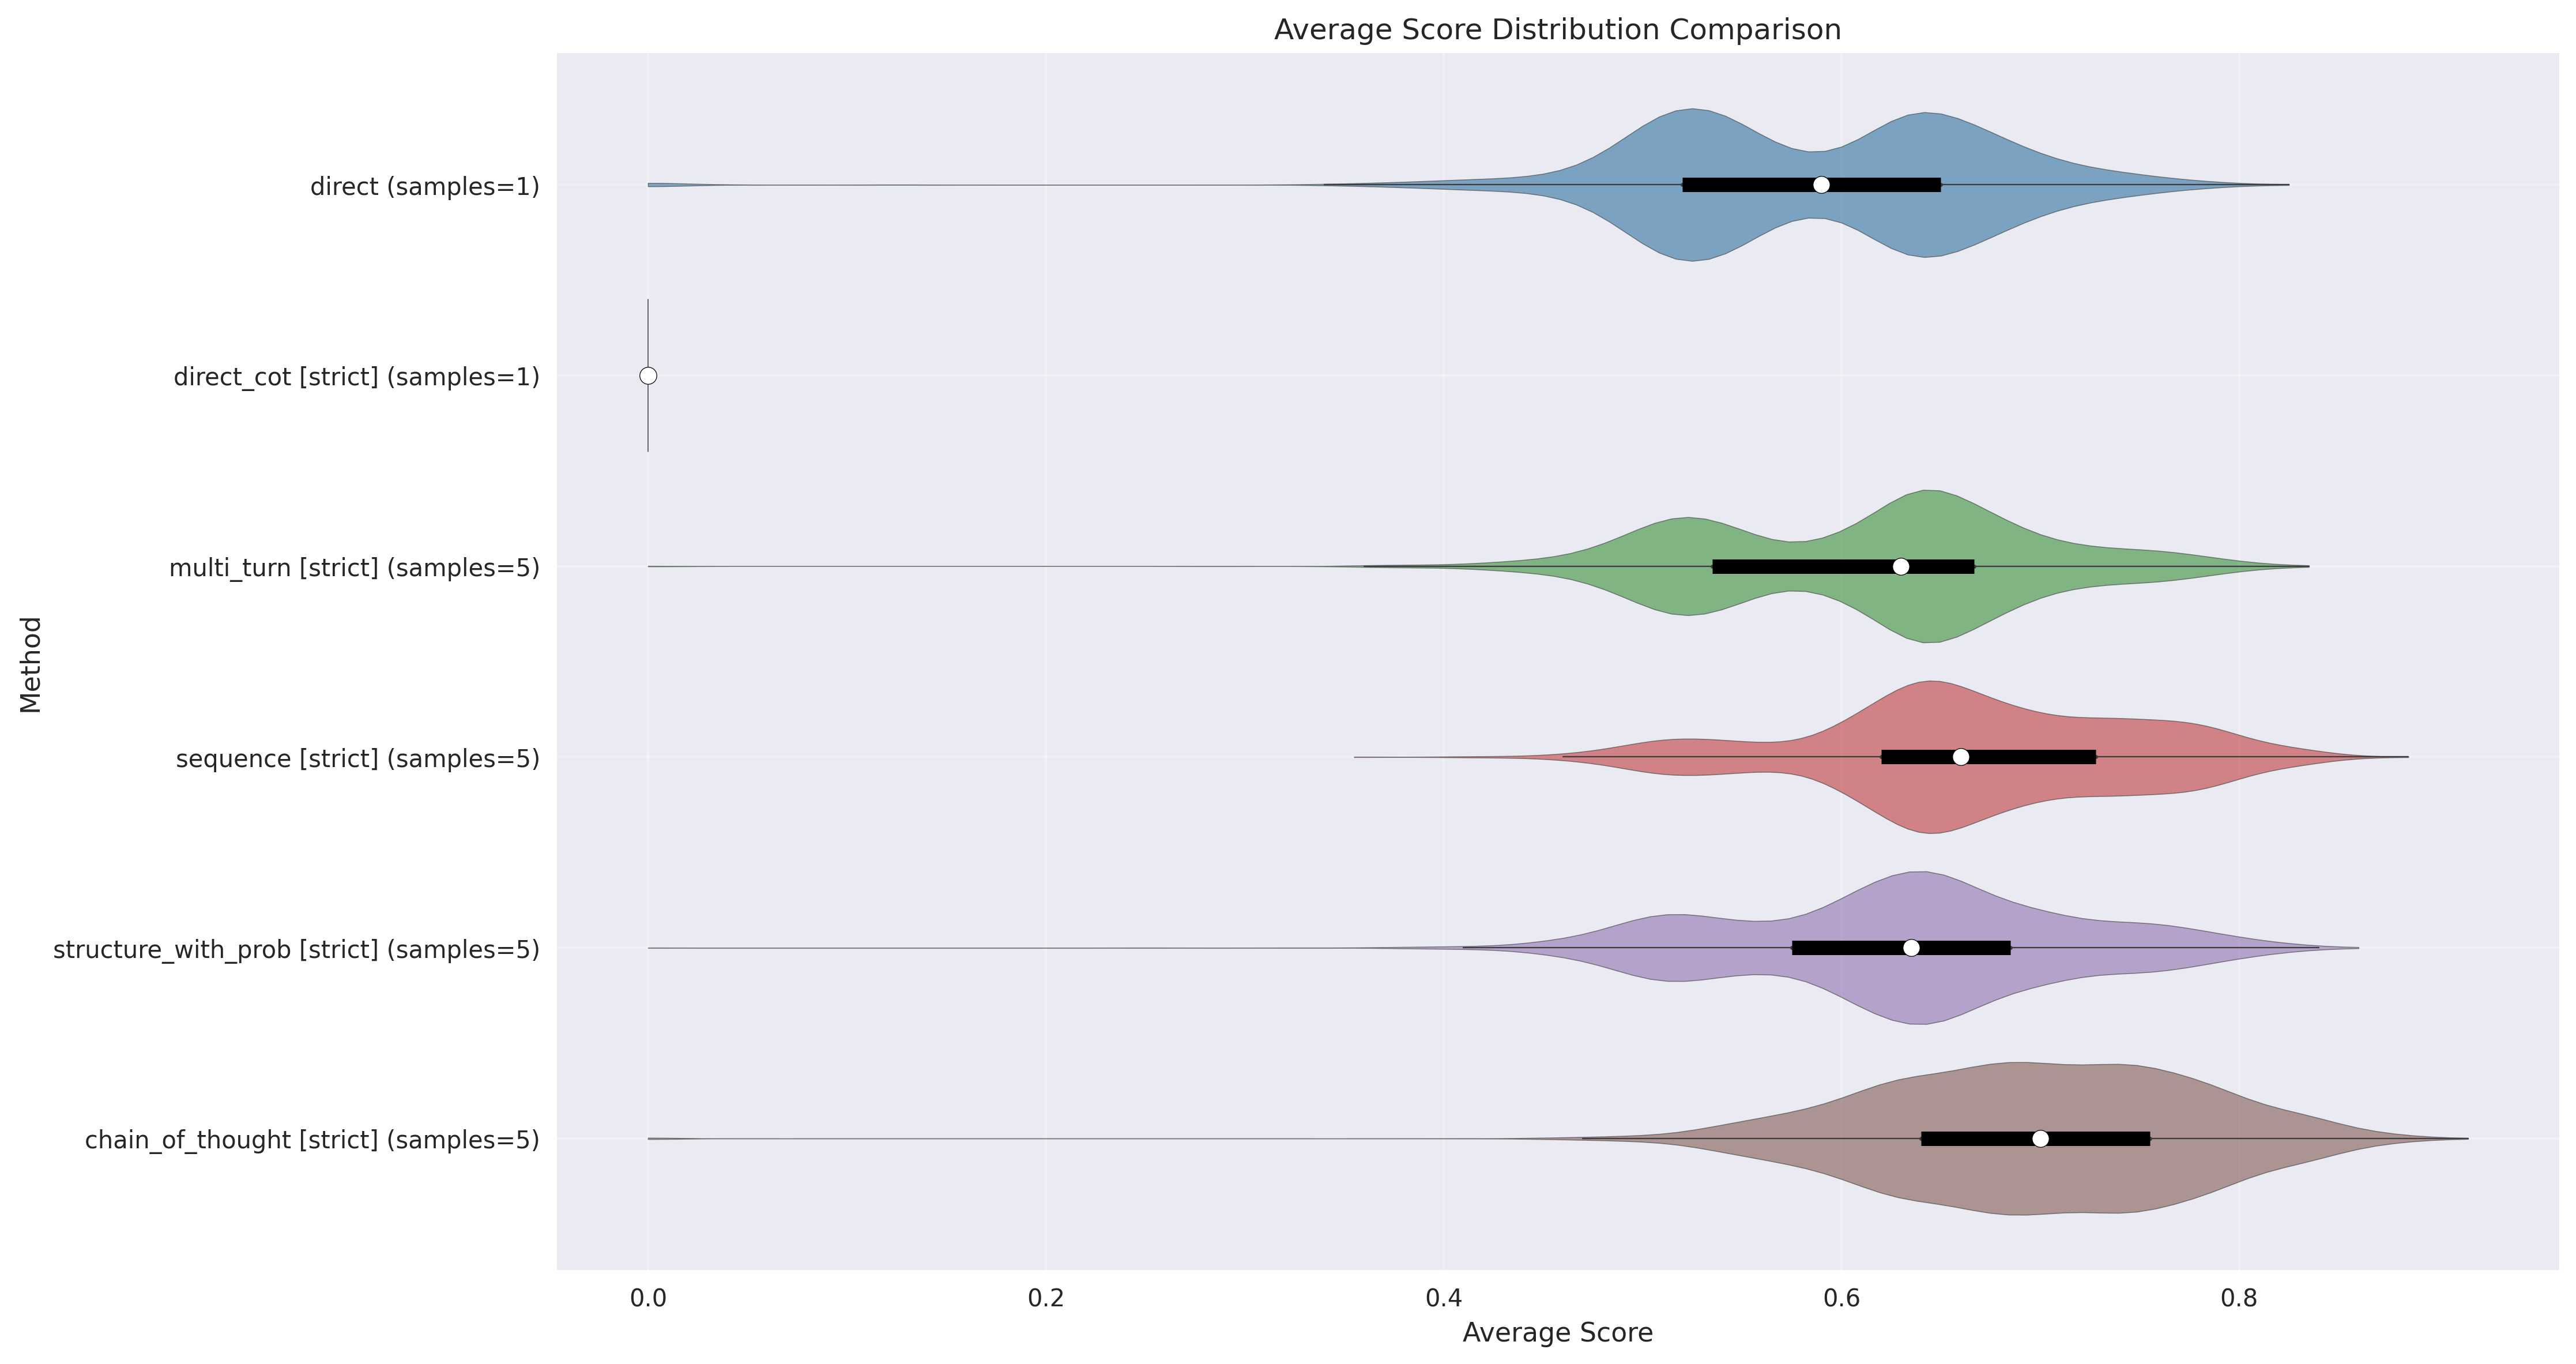 Average Score Distribution Comparison
direct (samples=1)
direct_cot [strict] (samples=1)
multi_turn [strict] (samples=5)
sequence [strict] (samples=5)
structure_with_prob [strict] (samples=5)
chain_of_thought [strict] (samples=5)
Method
0.0 0.2 0.4 0.6 0.8
Average Score